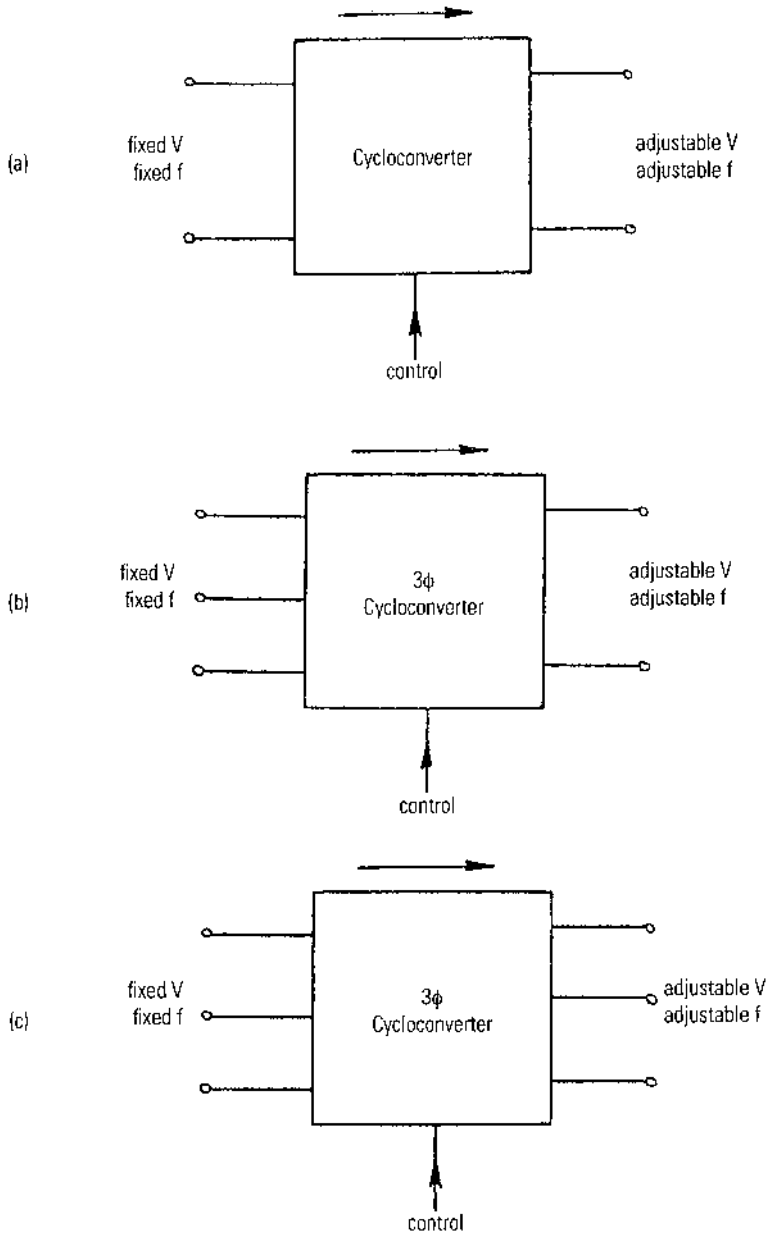 (a)
fixed V
fixed f
Cycloconverter
adjustable V
adjustable f
control
(b)
fixed V
fixed f
3ϕ
Cycloconverter
adjustable V
adjustable f
control
(c)
fixed V
fixed f
3ϕ
Cycloconverter
adjustable V
adjustable f
control